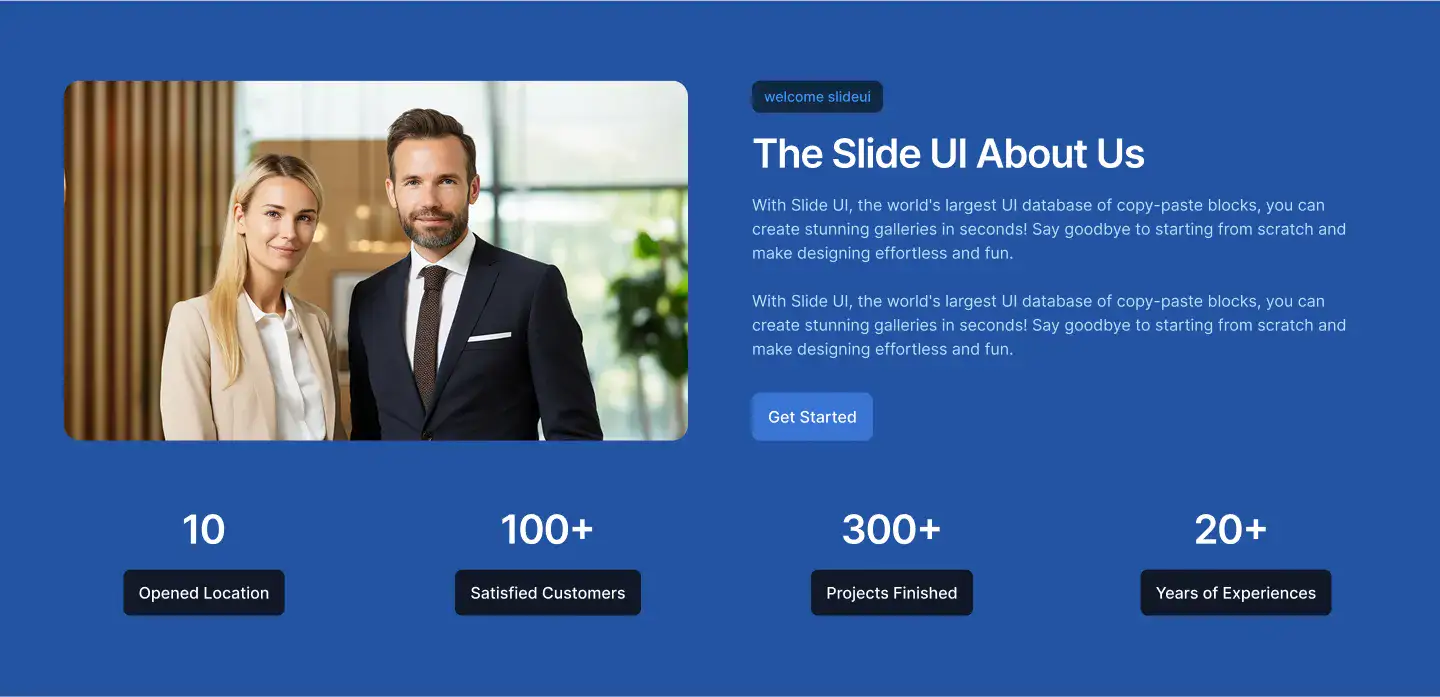 welcome slideui
The Slide UI About Us
With Slide UI, the world's largest UI database of copy-paste blocks, you can
create stunning galleries in seconds! Say goodbye to starting from scratch and
make designing effortless and fun.
With Slide UI, the world's largest UI database of copy-paste blocks, you can
create stunning galleries in seconds! Say goodbye to starting from scratch and
make designing effortless and fun.
Get Started
10
Opened Location
100+
Satisfied Customers
300+
Projects Finished
20+
Years of Experiences